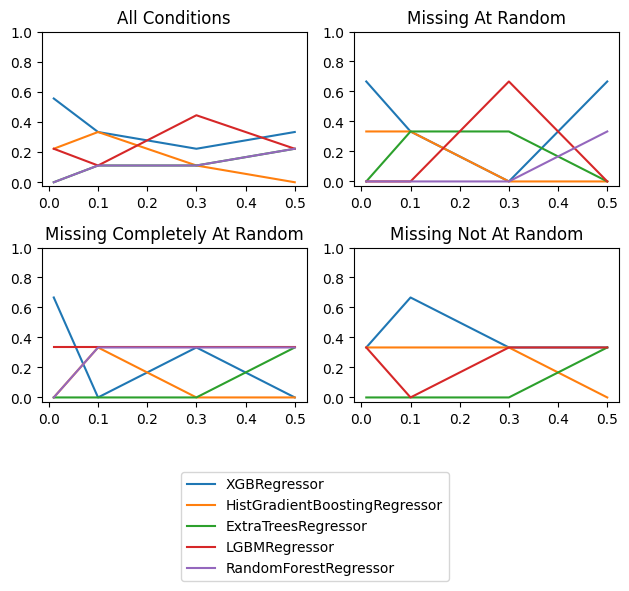 All Conditions
1.0
0.8
0.6
0.4
0.2
0.0
0.0 0.1 0.2 0.3 0.4 0.5
Missing At Random
1.0
0.8
0.6
0.4
0.2
0.0
0.0 0.1 0.2 0.3 0.4 0.5
Missing Completely At Random
1.0
0.8
0.6
0.4
0.2
0.0
0.0 0.1 0.2 0.3 0.4 0.5
Missing Not At Random
1.0
0.8
0.6
0.4
0.2
0.0
0.0 0.1 0.2 0.3 0.4 0.5
XGBRegressor
HistGradientBoostingRegressor
ExtraTreesRegressor
LGBMRegressor
RandomForestRegressor